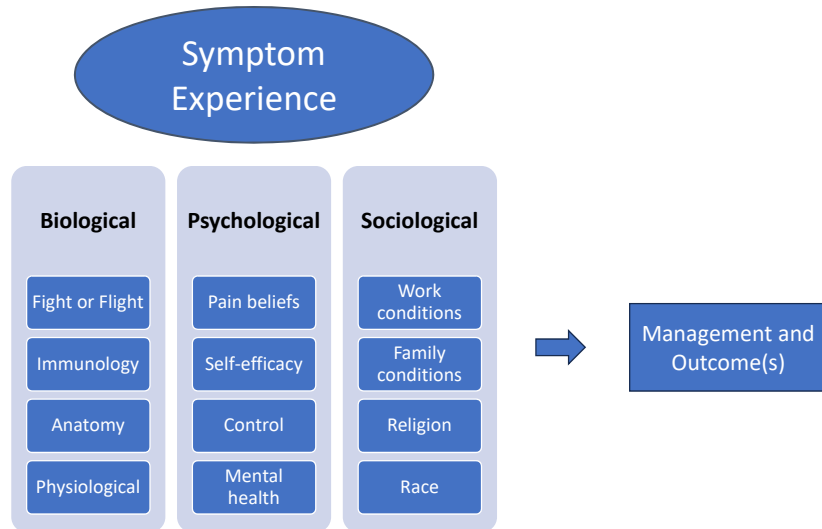 Symptom
Experience
Biological
Fight or Flight
Immunology
Anatomy
Physiological
Psychological
Pain beliefs
Self-efficacy
Control
Mental
health
Sociological
Work
conditions
Family
conditions
Religion
Race
Management and
Outcome(s)